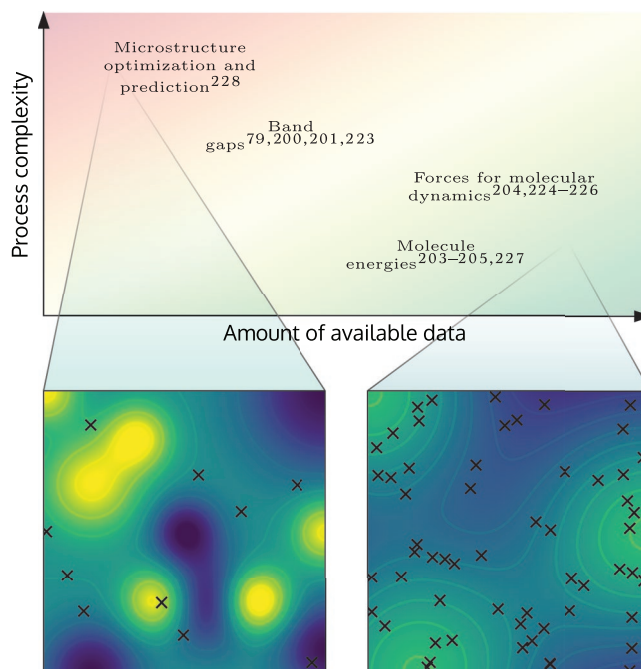 Microstructure
optimization and
prediction228
Band
gaps79,200,201,223
Forces for molecular
dynamics204,224–226
Molecule
energies203–205,227
Process complexity
Amount of available data